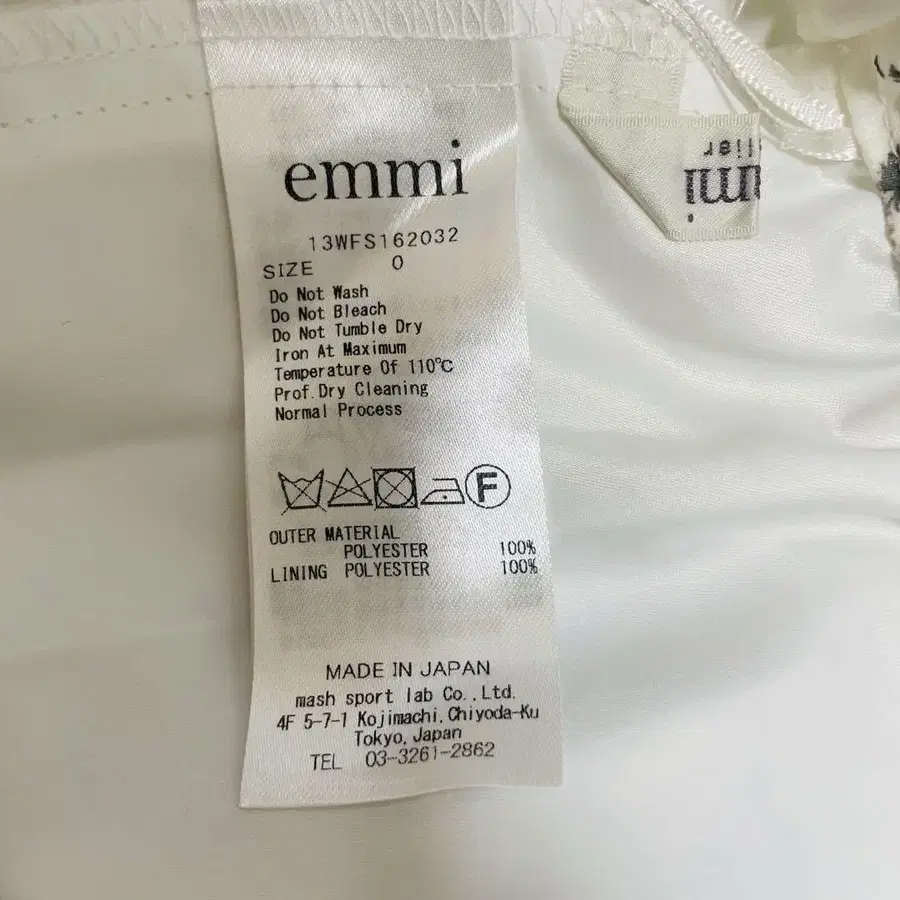 emmi
13WFS162032
SIZE 0
Do Not Wash
Do Not Bleach
Do Not Tumble Dry
Iron At Maximum
Temperature Of 110℃
Prof.Dry Cleaning
Normal Process
F
OUTER MATERIAL
POLYESTER 100%
LINING POLYESTER 100%
MADE IN JAPAN
mash sport lab Co.,Ltd.
4F 5-7-1 Kojimachi,Chiyoda-Ku
Tokyo,Japan
TEL 03-3261-2862